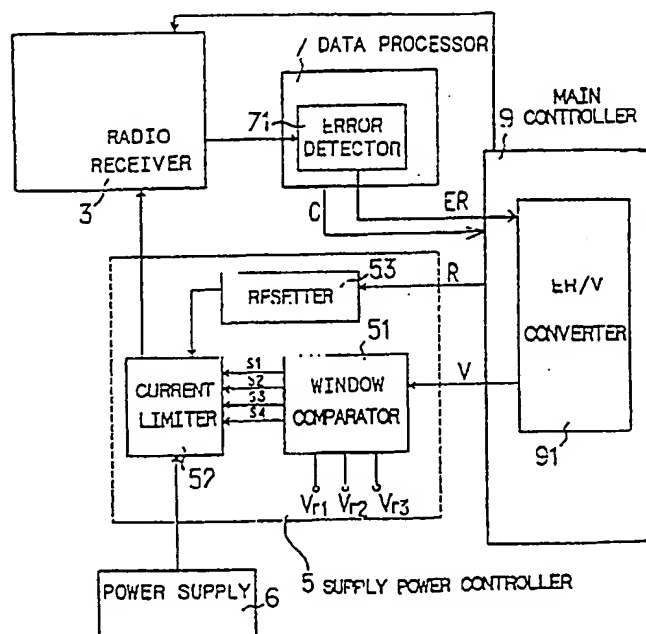 DATA PROCESSOR
71
ERROR
DETECTOR
RADIO
RECEIVER
3
9
MAIN
CONTROLLER
C
ER
53
RESETTER
R
ER/V
CONVERTER
91
51
S1
S2
S3
S4
CURRENT
LIMITER
WINDOW
COMPARATOR
V
52
Vr1 Vr2 Vr3
5 SUPPLY POWER CONTROLLER
POWER SUPPLY
6